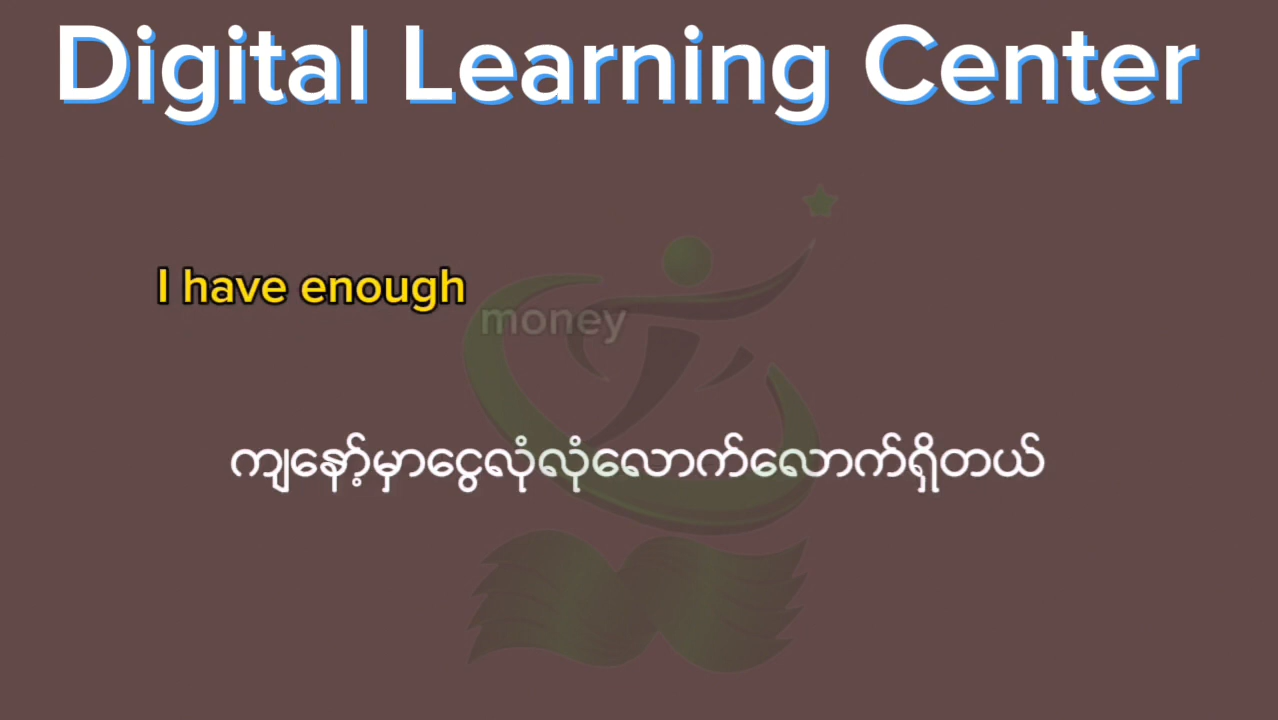 Digital Learning Center
I have enough money
ကျနော့်မှာငွေလုံလုံလောက်လောက်ရှိတယ်